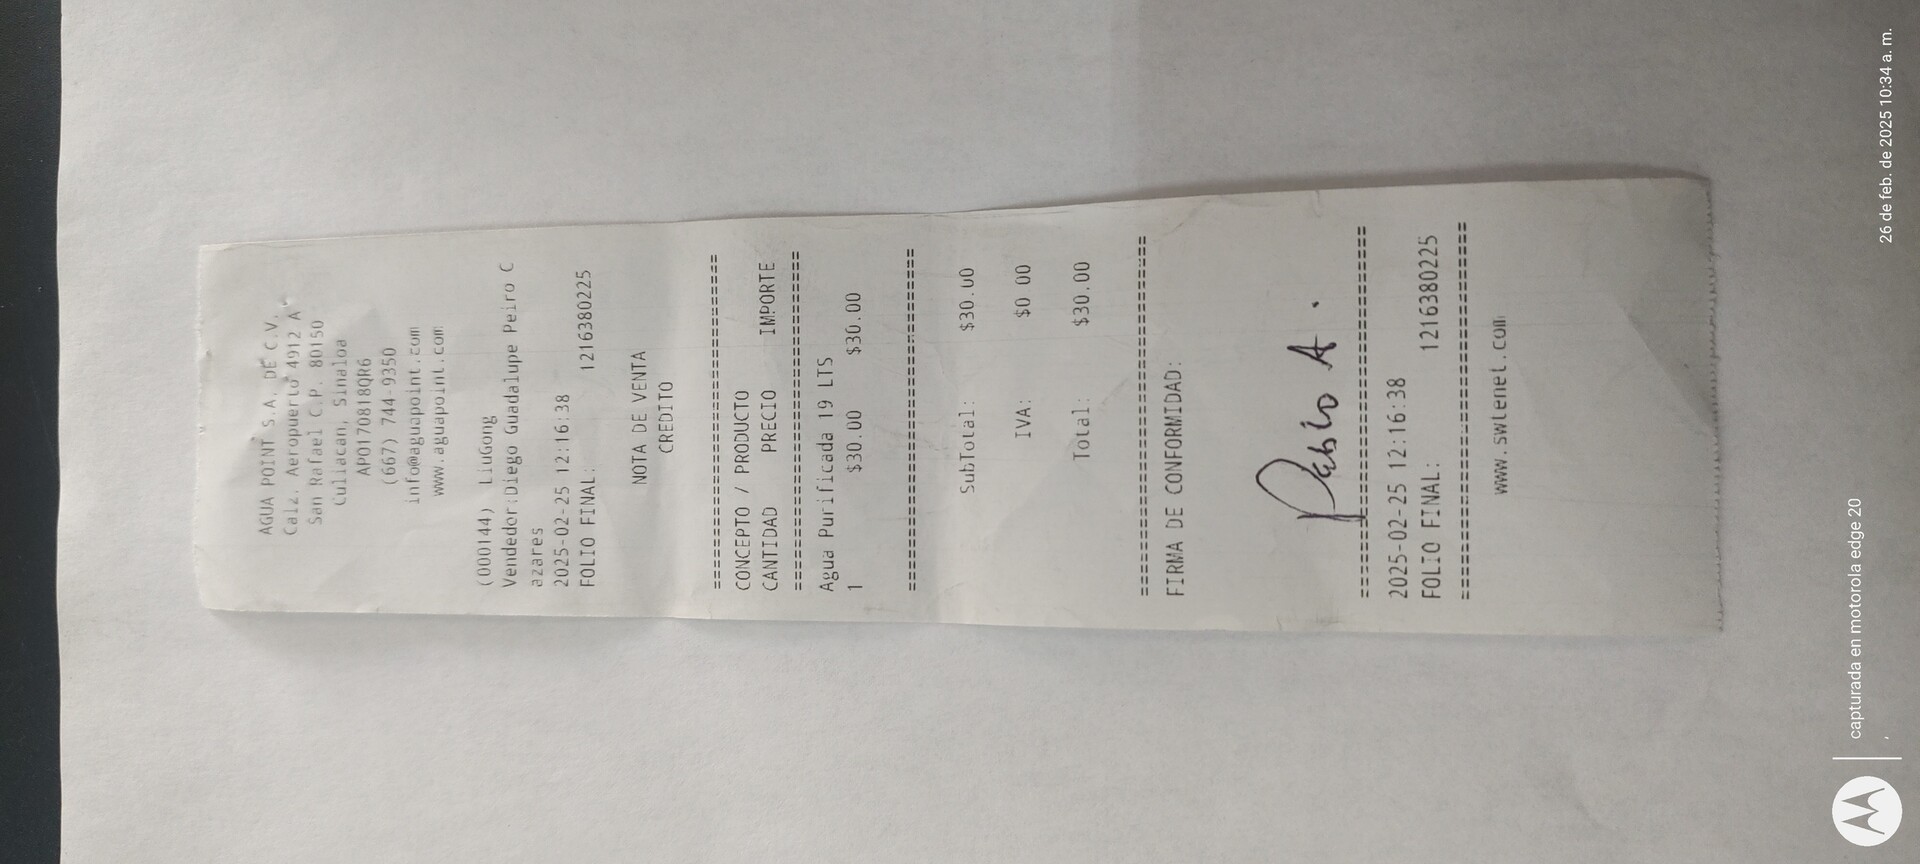 AGUA POINT S.A. DE C.V.
Calz. Aeropuerto 4912 A
San Rafael C.P. 80150
Culiacan, Sinaloa
APO170818QR6
(667) 744-9350
info@aguapoint.com
www.aguapoint.com
(000144) LiuGong
Vendedor:Diego Guadalupe Peiro C
azares
2025-02-25 12:16:38
FOLIO FINAL: 1216380225
NOTA DE VENTA
CREDITO
================================
CONCEPTO / PRODUCTO
CANTIDAD PRECIO IMPORTE
================================
Agua Purificada 19 LTS
1 $30.00 $30.00
================================
SubTotal: $30.00
IVA: $0 00
Total: $30.00
================================
FIRMA DE CONFORMIDAD:
Pablo A.
================================
2025-02-25 12:16:38
FOLIO FINAL: 1216380225
================================
www.swtenet.com
capturada en motorola edge 20
26 de feb. de 2025 10:34 a. m.